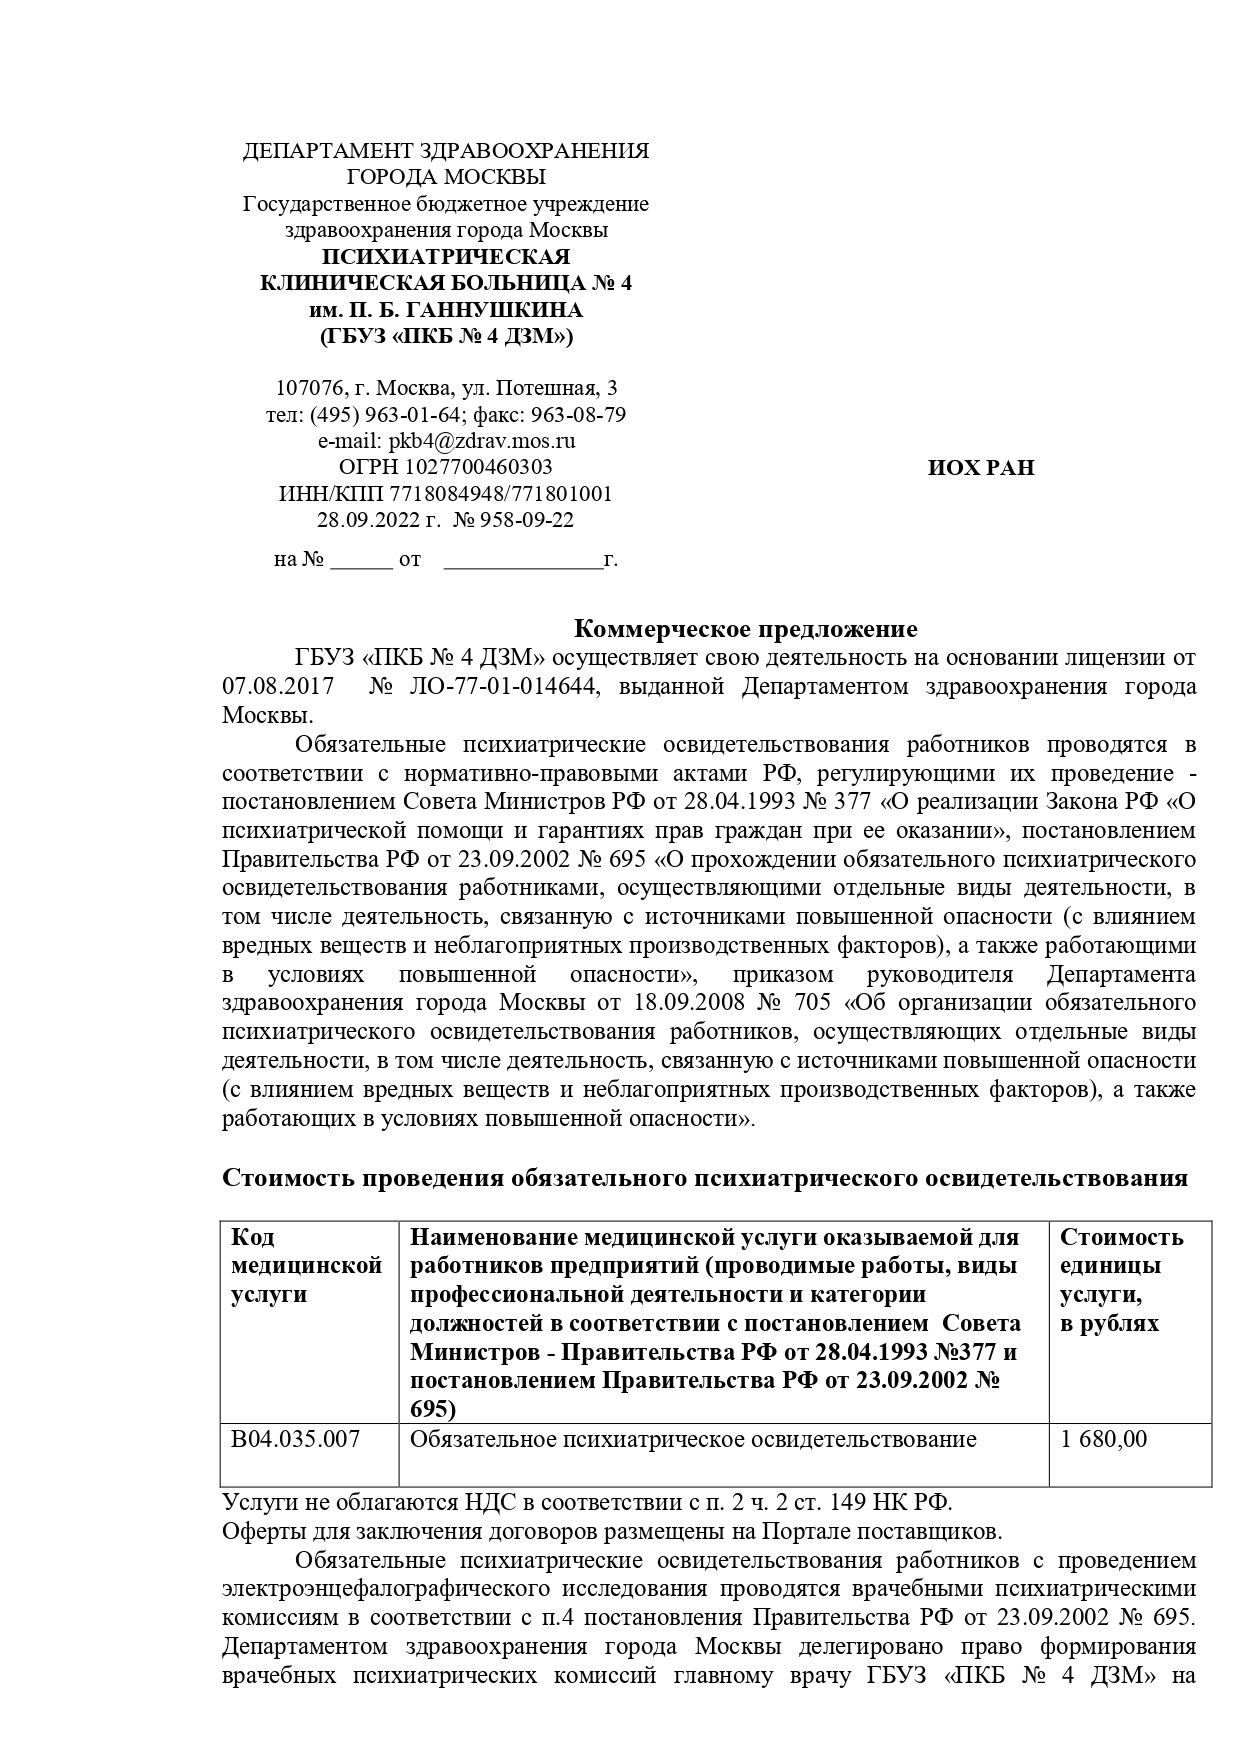 ДЕПАРТАМЕНТ ЗДРАВООХРАНЕНИЯ
ГОРОДА МОСКВЫ
Государственное бюджетное учреждение
здравоохранения города Москвы
ПСИХИАТРИЧЕСКАЯ
КЛИНИЧЕСКАЯ БОЛЬНИЦА № 4
им. П. Б. ГАННУШКИНА
(ГБУЗ «ПКБ № 4 ДЗМ»)
107076, г. Москва, ул. Потешная, 3
тел: (495) 963-01-64; факс: 963-08-79
e-mail: pkb4@zdrav.mos.ru
ОГРН 1027700460303
ИНН/КПП 7718084948/771801001
28.09.2022 г. № 958-09-22
на № ______ от _______________г.
ИОХ РАН
Коммерческое предложение
ГБУЗ «ПКБ № 4 ДЗМ» осуществляет свою деятельность на основании лицензии от
07.08.2017 № ЛО-77-01-014644, выданной Департаментом здравоохранения города
Москвы.
Обязательные психиатрические освидетельствования работников проводятся в
соответствии с нормативно-правовыми актами РФ, регулирующими их проведение -
постановлением Совета Министров РФ от 28.04.1993 № 377 «О реализации Закона РФ «О
психиатрической помощи и гарантиях прав граждан при ее оказании», постановлением
Правительства РФ от 23.09.2002 № 695 «О прохождении обязательного психиатрического
освидетельствования работниками, осуществляющими отдельные виды деятельности, в
том числе деятельность, связанную с источниками повышенной опасности (с влиянием
вредных веществ и неблагоприятных производственных факторов), а также работающими
в условиях повышенной опасности», приказом руководителя Департамента
здравоохранения города Москвы от 18.09.2008 № 705 «Об организации обязательного
психиатрического освидетельствования работников, осуществляющих отдельные виды
деятельности, в том числе деятельность, связанную с источниками повышенной опасности
(с влиянием вредных веществ и неблагоприятных производственных факторов), а также
работающих в условиях повышенной опасности».
Стоимость проведения обязательного психиатрического освидетельствования
Код
медицинской
услуги
Наименование медицинской услуги оказываемой для
работников предприятий (проводимые работы, виды
профессиональной деятельности и категории
должностей в соответствии с постановлением Совета
Министров - Правительства РФ от 28.04.1993 №377 и
постановлением Правительства РФ от 23.09.2002 №
695)
Стоимость
единицы
услуги,
в рублях
В04.035.007
Обязательное психиатрическое освидетельствование
1 680,00
Услуги не облагаются НДС в соответствии с п. 2 ч. 2 ст. 149 НК РФ.
Оферты для заключения договоров размещены на Портале поставщиков.
Обязательные психиатрические освидетельствования работников с проведением
электроэнцефалографического исследования проводятся врачебными психиатрическими
комиссиям в соответствии с п.4 постановления Правительства РФ от 23.09.2002 № 695.
Департаментом здравоохранения города Москвы делегировано право формирования
врачебных психиатрических комиссий главному врачу ГБУЗ «ПКБ № 4 ДЗМ» на